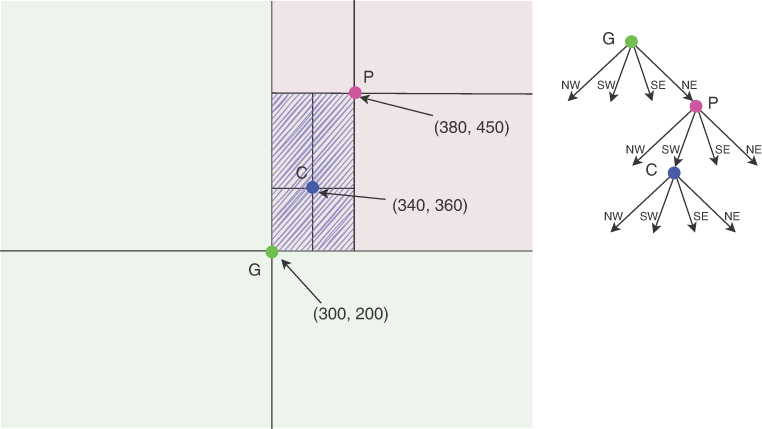 P
(380, 450)
C
(340, 360)
G
(300, 200)
G
NW SW SE NE
P
NW SW SE NE
C
NW SW SE NE